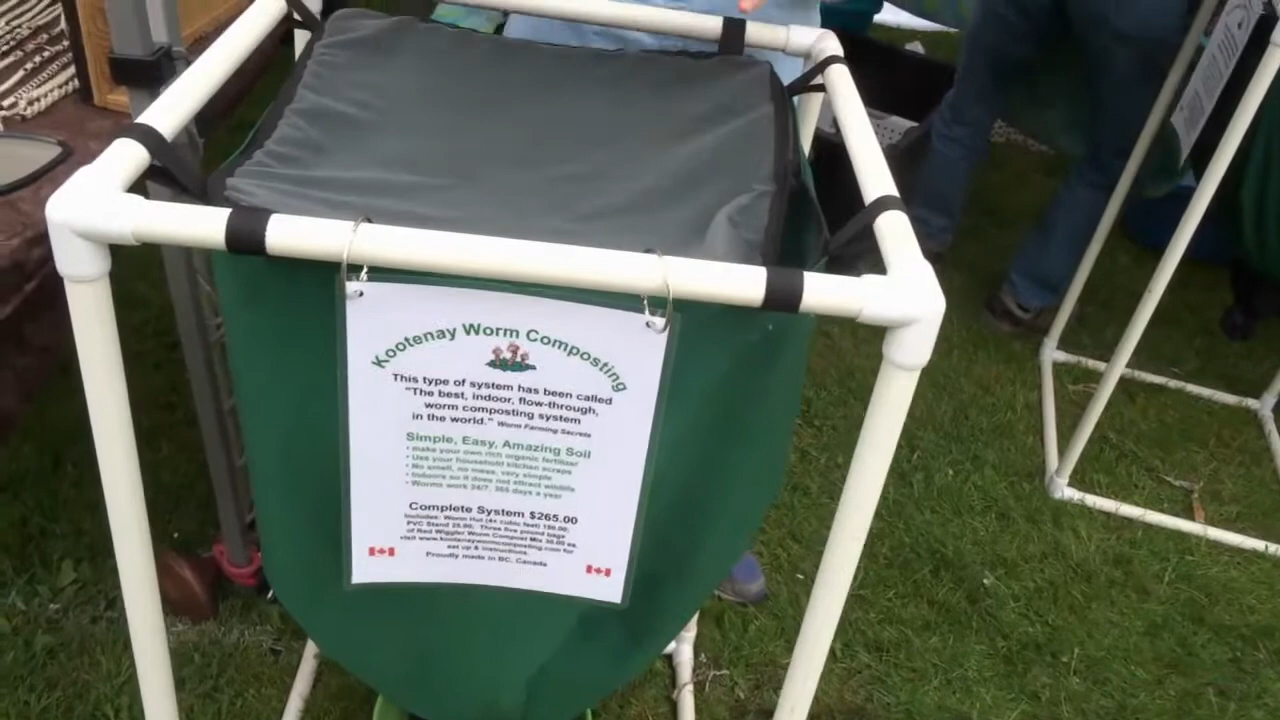 Kootenay Worm Composting
This type of system has been called
"The best, indoor, flow-through,
worm composting system
in the world." Worm Farming Secrets
Simple, Easy, Amazing Soil
• make your own rich organic fertilizer
• Use your household kitchen scraps
• No smell, no mess, very simple
• Indoors so it does not attract wildlife
• Worms work 24/7, 365 days a year
Complete System $265.00
Includes: Worm Hut (4+ cubic feet) 150.00;
PVC Stand 25.00; Three five pound bags
of Red Wiggler Worm Compost Mix 30.00 ea.
visit www.kootenaywormcomposting.com for
set up & instructions.
Proudly made in BC, Canada